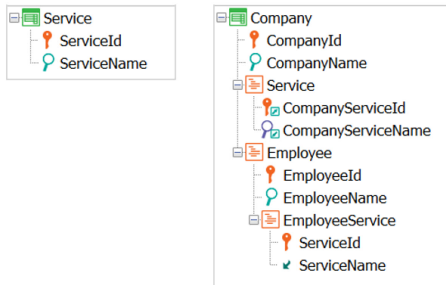 Service
ServiceId
ServiceName
Company
CompanyId
CompanyName
Service
CompanyServiceId
CompanyServiceName
Employee
EmployeeId
EmployeeName
EmployeeService
ServiceId
ServiceName